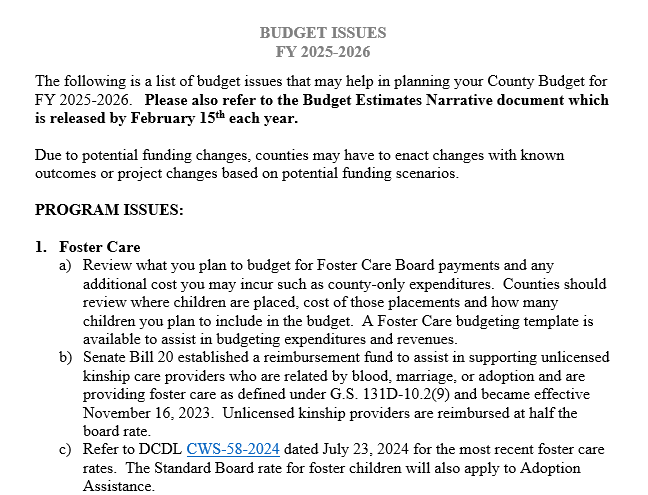 BUDGET ISSUES
FY 2025-2026
The following is a list of budget issues that may help in planning your County Budget for
FY 2025-2026.  Please also refer to the Budget Estimates Narrative document which
is released by February 15th each year.
Due to potential funding changes, counties may have to enact changes with known
outcomes or project changes based on potential funding scenarios.
PROGRAM ISSUES:
1. Foster Care
a) Review what you plan to budget for Foster Care Board payments and any
additional cost you may incur such as county-only expenditures.  Counties should
review where children are placed, cost of those placements and how many
children you plan to include in the budget.  A Foster Care budgeting template is
available to assist in budgeting expenditures and revenues.
b) Senate Bill 20 established a reimbursement fund to assist in supporting unlicensed
kinship care providers who are related by blood, marriage, or adoption and are
providing foster care as defined under G.S. 131D-10.2(9) and became effective
November 16, 2023.  Unlicensed kinship providers are reimbursed at half the
board rate.
c) Refer to DCDL CWS-58-2024 dated July 23, 2024 for the most recent foster care
rates.  The Standard Board rate for foster children will also apply to Adoption
Assistance.